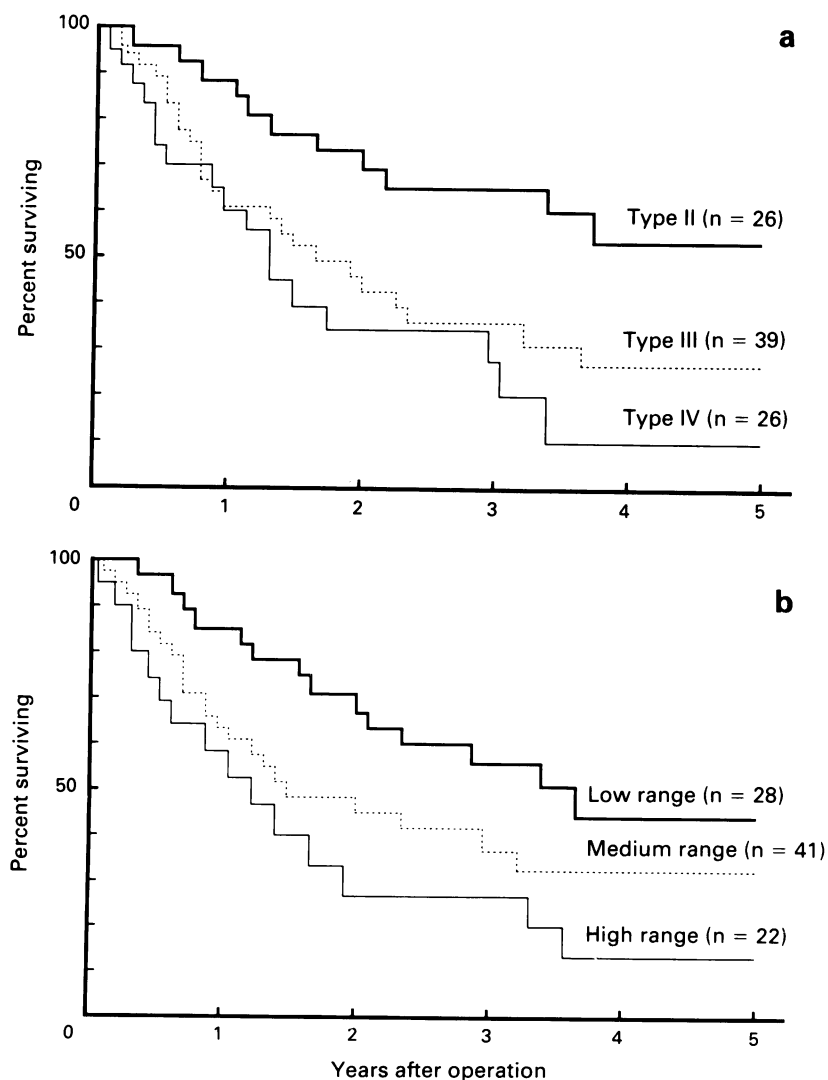 a
100
50
0
Percent surviving
Type II (n = 26)
Type III (n = 39)
Type IV (n = 26)
1 2 3 4 5
b
100
50
0
Percent surviving
Low range (n = 28)
Medium range (n = 41)
High range (n = 22)
1 2 3 4 5
Years after operation